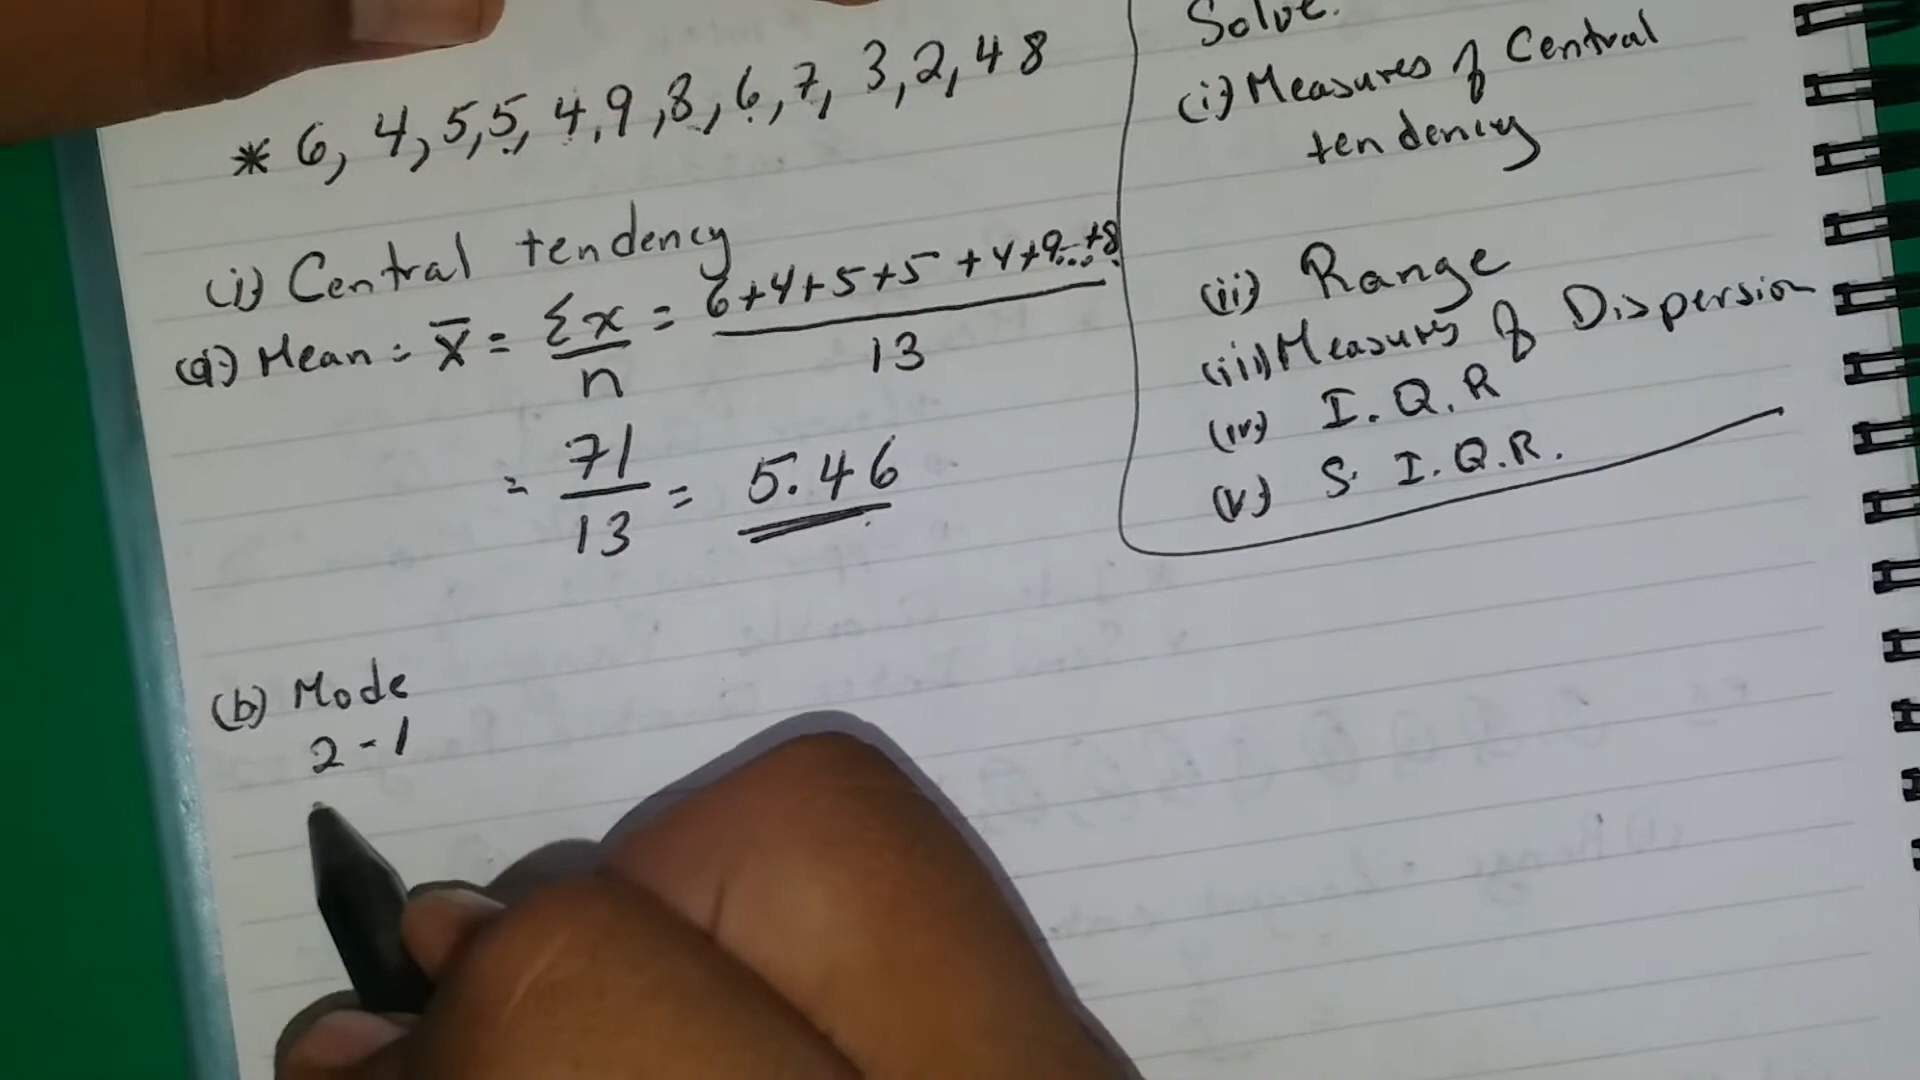 * 6, 4, 5, 5, 4, 9, 8, 6, 7, 3, 2, 4 8
(i) Central tendency
(a) Mean = x̄ = Σx/n = 6+4+5+5+4+9...+8/13
= 71/13 = 5.46
(b) Mode
2 - 1
Solve.
(i) Measures of Central
tendency
(ii) Range
(iii) Measures of Dispersion
(iv) I.Q.R
(v) S. I.Q.R.